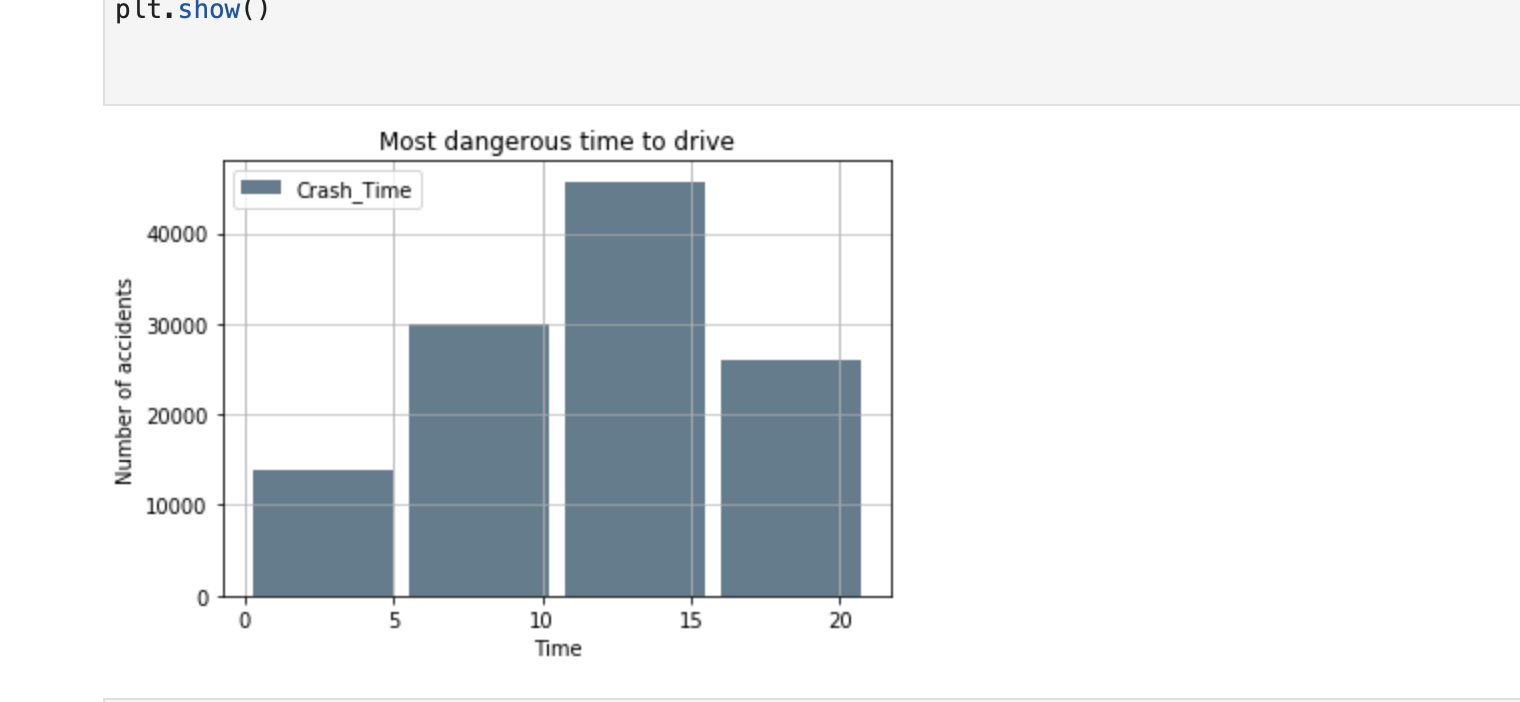 plt.show()
Most dangerous time to drive
Crash_Time
40000
30000
20000
10000
0
Number of accidents
0 5 10 15 20
Time